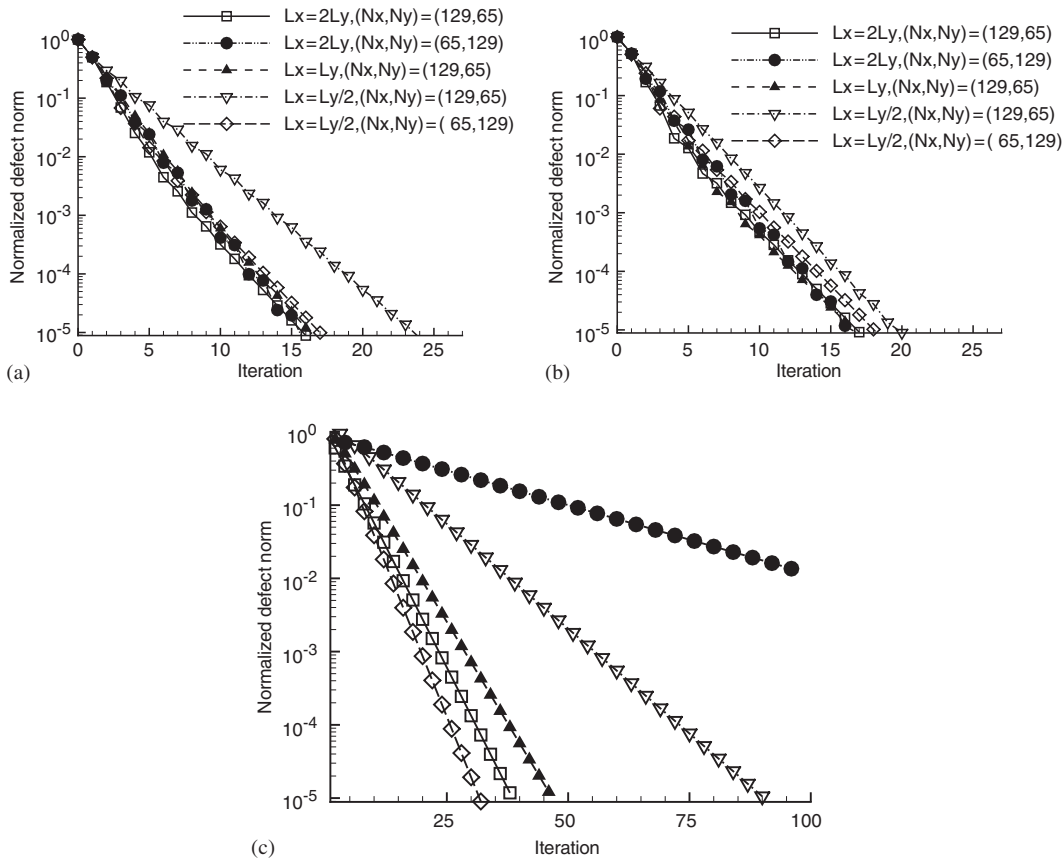 Lx=2Ly,(Nx,Ny)=(129,65)
Lx=2Ly,(Nx,Ny)=(65,129)
Lx=Ly,(Nx,Ny)=(129,65)
Lx=Ly/2,(Nx,Ny)=(129,65)
Lx=Ly/2,(Nx,Ny)=( 65,129)
10^0
10^-1
10^-2
10^-3
10^-4
10^-5
Normalized defect norm
0 5 10 15 20 25
Iteration
(a)
Lx=2Ly,(Nx,Ny)=(129,65)
Lx=2Ly,(Nx,Ny)=(65,129)
Lx=Ly,(Nx,Ny)=(129,65)
Lx=Ly/2,(Nx,Ny)=(129,65)
Lx=Ly/2,(Nx,Ny)=( 65,129)
10^0
10^-1
10^-2
10^-3
10^-4
10^-5
Normalized defect norm
0 5 10 15 20 25
Iteration
(b)
10^0
10^-1
10^-2
10^-3
10^-4
10^-5
Normalized defect norm
25 50 75 100
Iteration
(c)